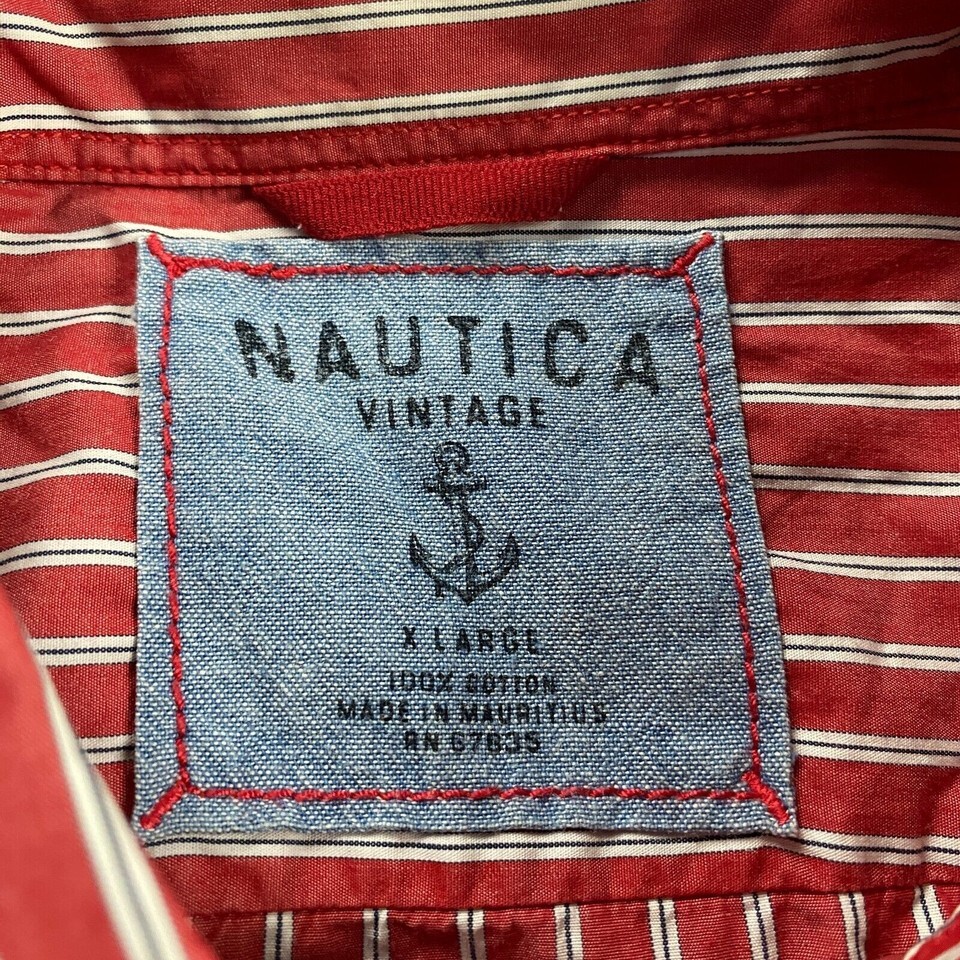 NAUTICA
VINTAGE
X LARGE
100% COTTON
MADE IN MAURITIUS
RN 67835